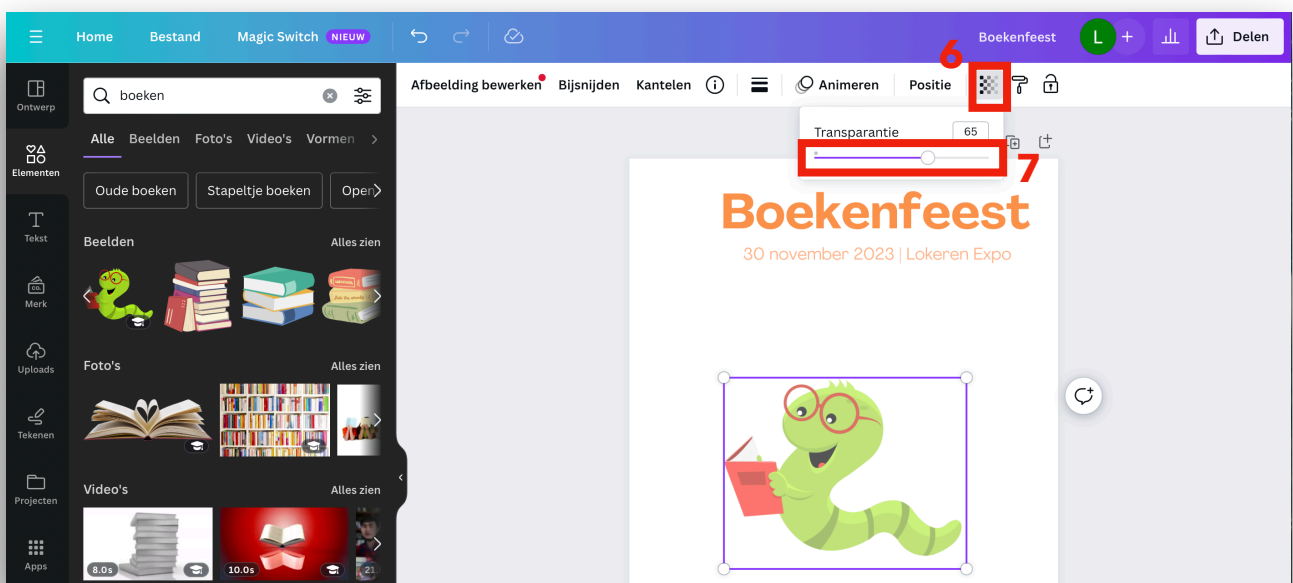 Home Bestand Magic Switch NIEUW Boekenfeest L + Delen
6
Ontwerp
boeken
Afbeelding bewerken Bijsnijden Kantelen Animeren Positie
Transparantie 65
7
Alle Beelden Foto's Video's Vormen
Elementen
Oude boeken Stapeltje boeken Open
Tekst
Beelden Alles zien
CO.
Merk
Foto's Alles zien
Uploads
Tekenen
Video's Alles zien
Projecten
8.0s 10.0s 21
Apps
Boekenfeest
30 november 2023 | Lokeren Expo